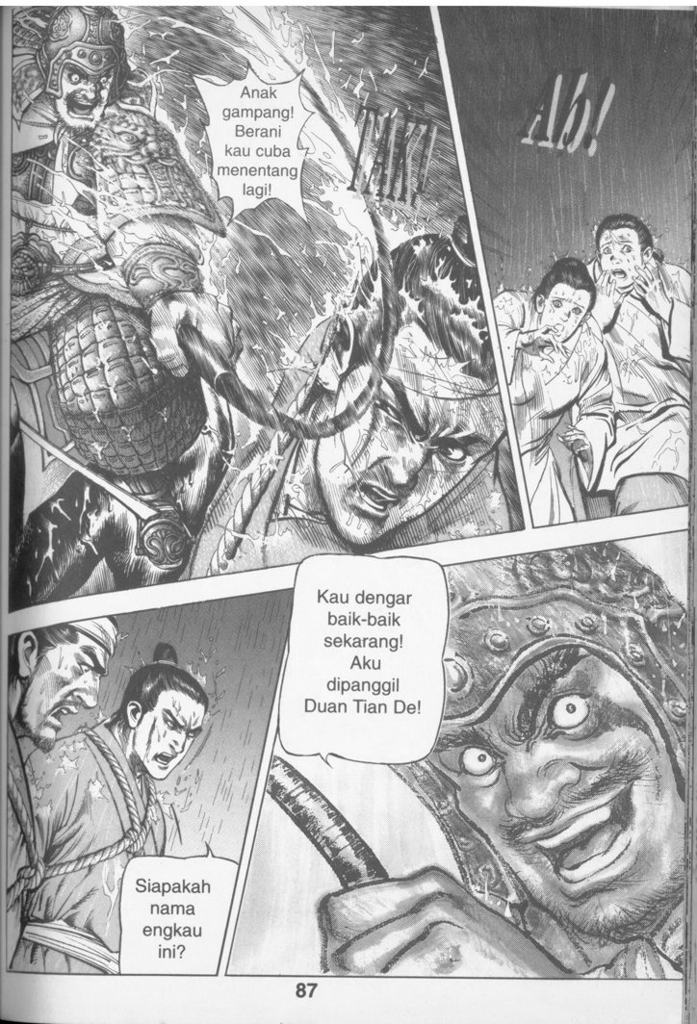 Anak
gampang!
Berani
kau cuba
menentang
lagi!
TAK!
Ah!
Siapakah
nama
engkau
ini?
Kau dengar
baik-baik
sekarang!
Aku
dipanggil
Duan Tian De!
87